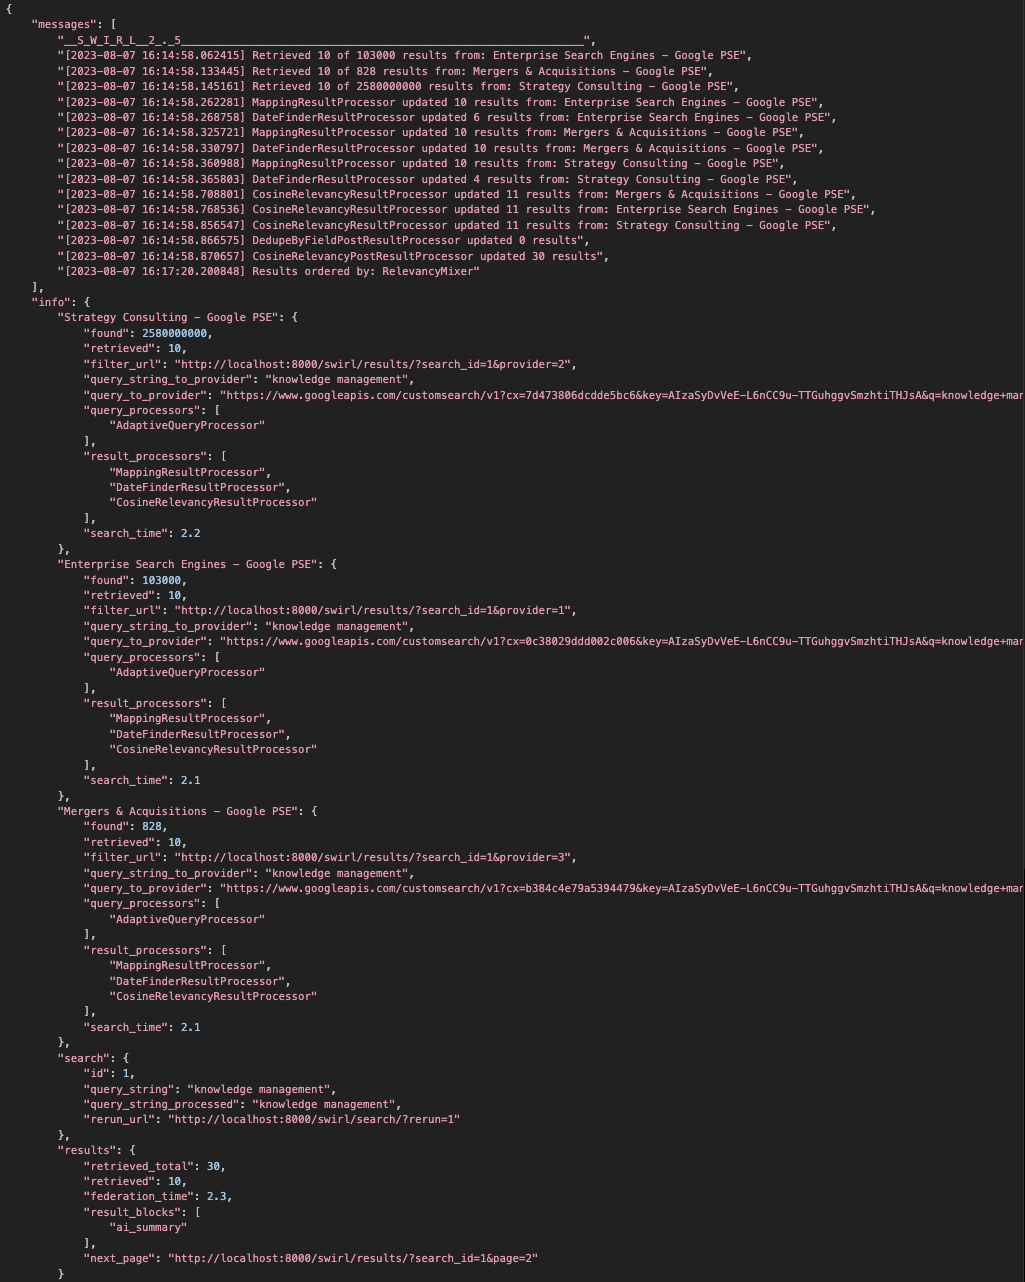 {
"messages": [
"__S_W_I_R_L__2_._5______________________________________________________________",
"[2023-08-07 16:14:58.062415] Retrieved 10 of 103000 results from: Enterprise Search Engines - Google PSE",
"[2023-08-07 16:14:58.133445] Retrieved 10 of 828 results from: Mergers & Acquisitions - Google PSE",
"[2023-08-07 16:14:58.145161] Retrieved 10 of 2580000000 results from: Strategy Consulting - Google PSE",
"[2023-08-07 16:14:58.262281] MappingResultProcessor updated 10 results from: Enterprise Search Engines - Google PSE",
"[2023-08-07 16:14:58.268758] DateFinderResultProcessor updated 6 results from: Enterprise Search Engines - Google PSE",
"[2023-08-07 16:14:58.325721] MappingResultProcessor updated 10 results from: Mergers & Acquisitions - Google PSE",
"[2023-08-07 16:14:58.330797] DateFinderResultProcessor updated 10 results from: Mergers & Acquisitions - Google PSE",
"[2023-08-07 16:14:58.360988] MappingResultProcessor updated 10 results from: Strategy Consulting - Google PSE",
"[2023-08-07 16:14:58.365803] DateFinderResultProcessor updated 4 results from: Strategy Consulting - Google PSE",
"[2023-08-07 16:14:58.708801] CosineRelevancyResultProcessor updated 11 results from: Mergers & Acquisitions - Google PSE",
"[2023-08-07 16:14:58.768536] CosineRelevancyResultProcessor updated 11 results from: Enterprise Search Engines - Google PSE",
"[2023-08-07 16:14:58.856547] CosineRelevancyResultProcessor updated 11 results from: Strategy Consulting - Google PSE",
"[2023-08-07 16:14:58.866575] DedupeByFieldPostResultProcessor updated 0 results",
"[2023-08-07 16:14:58.870657] CosineRelevancyPostResultProcessor updated 30 results",
"[2023-08-07 16:17:20.200848] Results ordered by: RelevancyMixer"
],
"info": {
"Strategy Consulting - Google PSE": {
"found": 2580000000,
"retrieved": 10,
"filter_url": "http://localhost:8000/swirl/results/?search_id=1&provider=2",
"query_string_to_provider": "knowledge management",
"query_to_provider": "https://www.googleapis.com/customsearch/v1?cx=7d473806dcdde5bc6&key=AIzaSyDvVeE-L6nCC9u-TTGuhggvSmzhtiTHJsA&q=knowledge+mar
"query_processors": [
"AdaptiveQueryProcessor"
],
"result_processors": [
"MappingResultProcessor",
"DateFinderResultProcessor",
"CosineRelevancyResultProcessor"
],
"search_time": 2.2
},
"Enterprise Search Engines - Google PSE": {
"found": 103000,
"retrieved": 10,
"filter_url": "http://localhost:8000/swirl/results/?search_id=1&provider=1",
"query_string_to_provider": "knowledge management",
"query_to_provider": "https://www.googleapis.com/customsearch/v1?cx=0c38029ddd002c006&key=AIzaSyDvVeE-L6nCC9u-TTGuhggvSmzhtiTHJsA&q=knowledge+mar
"query_processors": [
"AdaptiveQueryProcessor"
],
"result_processors": [
"MappingResultProcessor",
"DateFinderResultProcessor",
"CosineRelevancyResultProcessor"
],
"search_time": 2.1
},
"Mergers & Acquisitions - Google PSE": {
"found": 828,
"retrieved": 10,
"filter_url": "http://localhost:8000/swirl/results/?search_id=1&provider=3",
"query_string_to_provider": "knowledge management",
"query_to_provider": "https://www.googleapis.com/customsearch/v1?cx=b384c4e79a5394479&key=AIzaSyDvVeE-L6nCC9u-TTGuhggvSmzhtiTHJsA&q=knowledge+mar
"query_processors": [
"AdaptiveQueryProcessor"
],
"result_processors": [
"MappingResultProcessor",
"DateFinderResultProcessor",
"CosineRelevancyResultProcessor"
],
"search_time": 2.1
},
"search": {
"id": 1,
"query_string": "knowledge management",
"query_string_processed": "knowledge management",
"rerun_url": "http://localhost:8000/swirl/search/?rerun=1"
},
"results": {
"retrieved_total": 30,
"retrieved": 10,
"federation_time": 2.3,
"result_blocks": [
"ai_summary"
],
"next_page": "http://localhost:8000/swirl/results/?search_id=1&page=2"
}